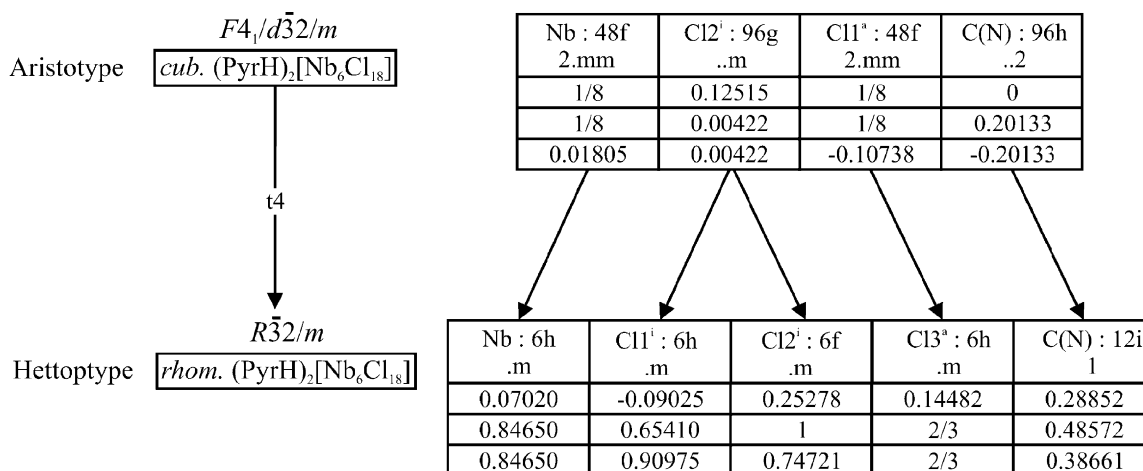 F4₁/d3̄2/m
Aristotype
cub. (PyrH)₂[Nb₆Cl₁₈]
t4
R3̄2/m
Hettoptype
rhom. (PyrH)₂[Nb₆Cl₁₈]
Nb : 48f Cl2ⁱ : 96g Cl1ᵃ : 48f C(N) : 96h
2.mm ..m 2.mm ..2
1/8 0.12515 1/8 0
1/8 0.00422 1/8 0.20133
0.01805 0.00422 -0.10738 -0.20133
Nb : 6h Cl1ⁱ : 6h Cl2ⁱ : 6f Cl3ᵃ : 6h C(N) : 12i
.m .m .m .m 1
0.07020 -0.09025 0.25278 0.14482 0.28852
0.84650 0.65410 1 2/3 0.48572
0.84650 0.90975 0.74721 2/3 0.38661